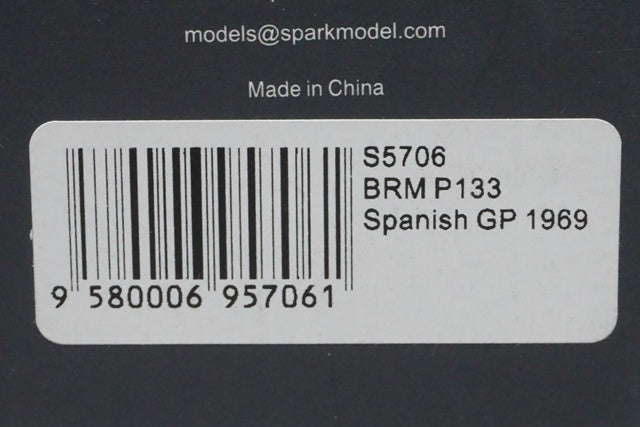 models@sparkmodel.com
Made in China
S5706
BRM P133
Spanish GP 1969
9 580006 957061